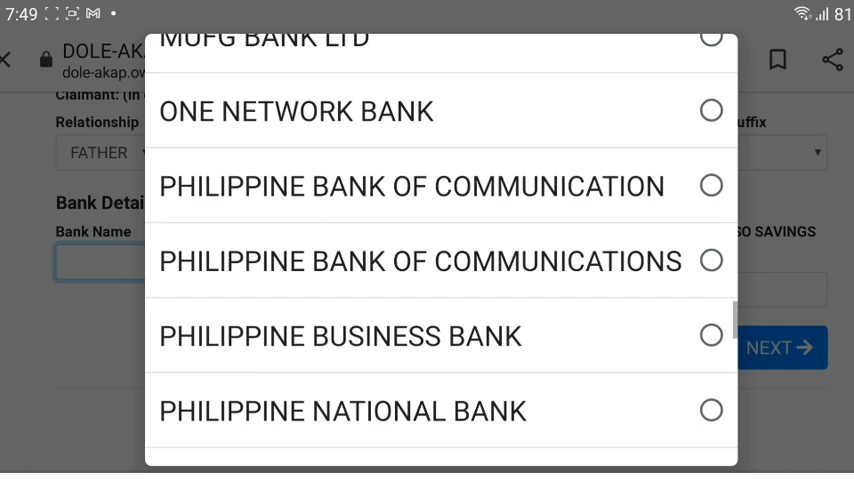 7:49
81
DOLE-AK
dole-akap.ow
Claimant: (in
Relationship
uffix
FATHER
Bank Detai
Bank Name
GO SAVINGS
NEXT →
MUFG BANK LTD
ONE NETWORK BANK
PHILIPPINE BANK OF COMMUNICATION
PHILIPPINE BANK OF COMMUNICATIONS
PHILIPPINE BUSINESS BANK
PHILIPPINE NATIONAL BANK